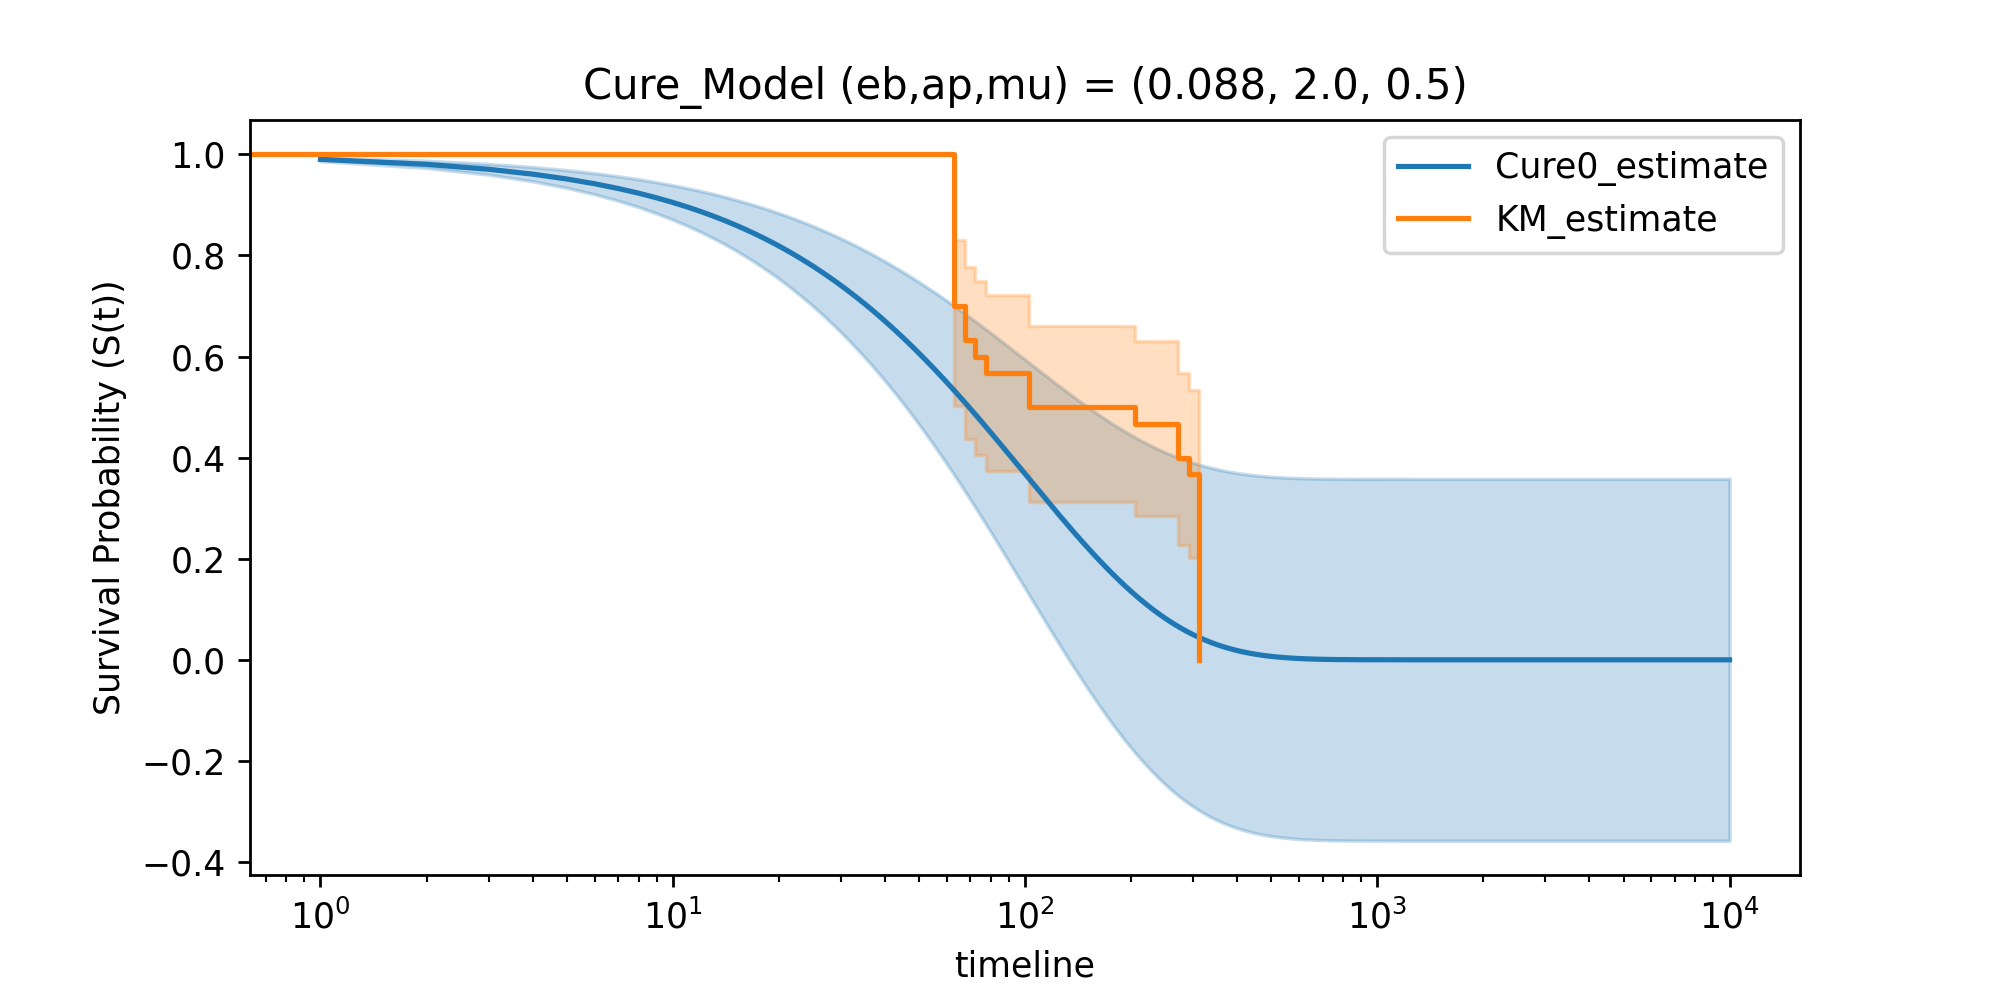 Cure_Model (eb,ap,mu) = (0.088, 2.0, 0.5)
Cure0_estimate
KM_estimate
Survival Probability (S(t))
1.0
0.8
0.6
0.4
0.2
0.0
−0.2
−0.4
10⁰ 10¹ 10² 10³ 10⁴
timeline